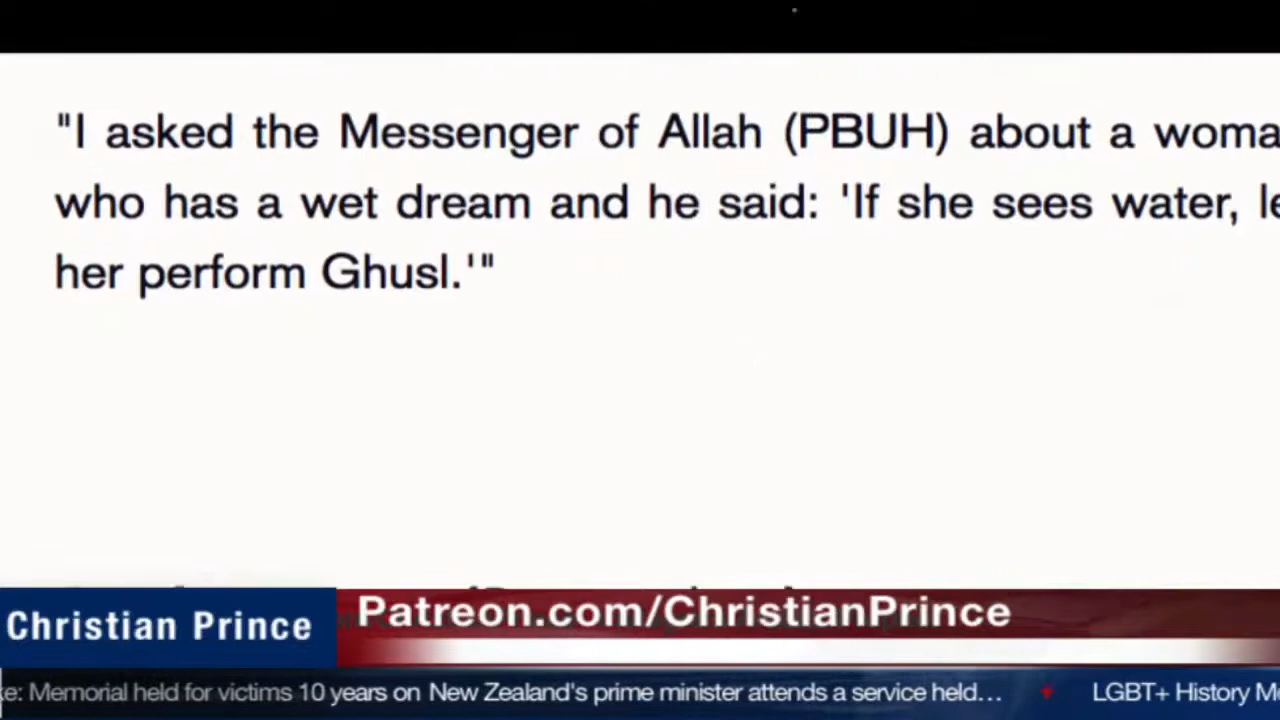 "I asked the Messenger of Allah (PBUH) about a woma
who has a wet dream and he said: 'If she sees water, le
her perform Ghusl.'"
Christian Prince
Patreon.com/ChristianPrince
ke: Memorial held for victims 10 years on New Zealand's prime minister attends a service held… LGBT+ History Mo